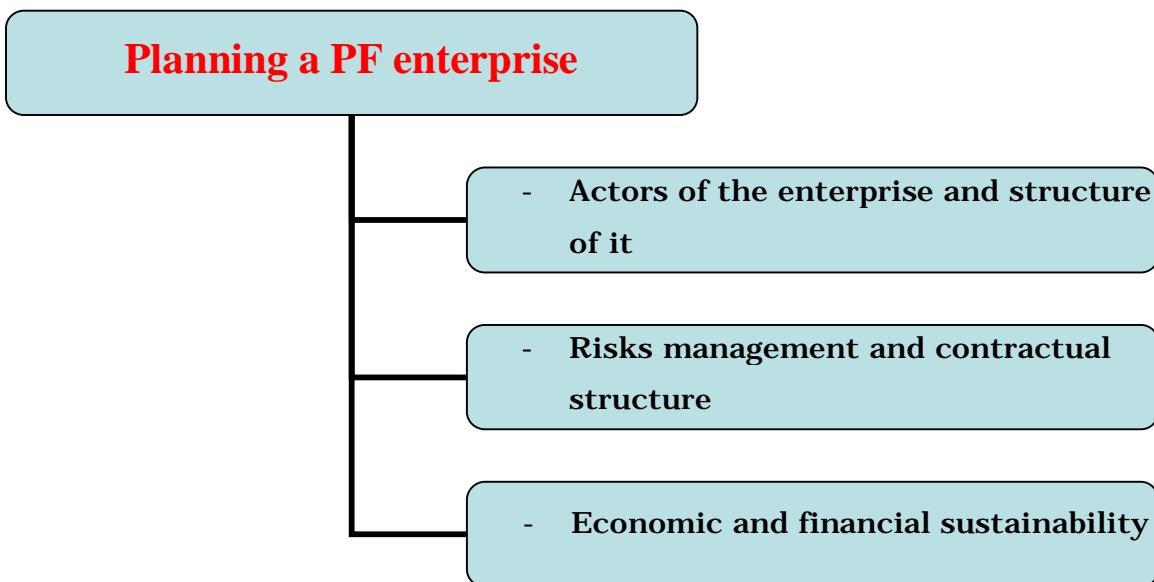 Planning a PF enterprise
- Actors of the enterprise and structure
of it
- Risks management and contractual
structure
- Economic and financial sustainability